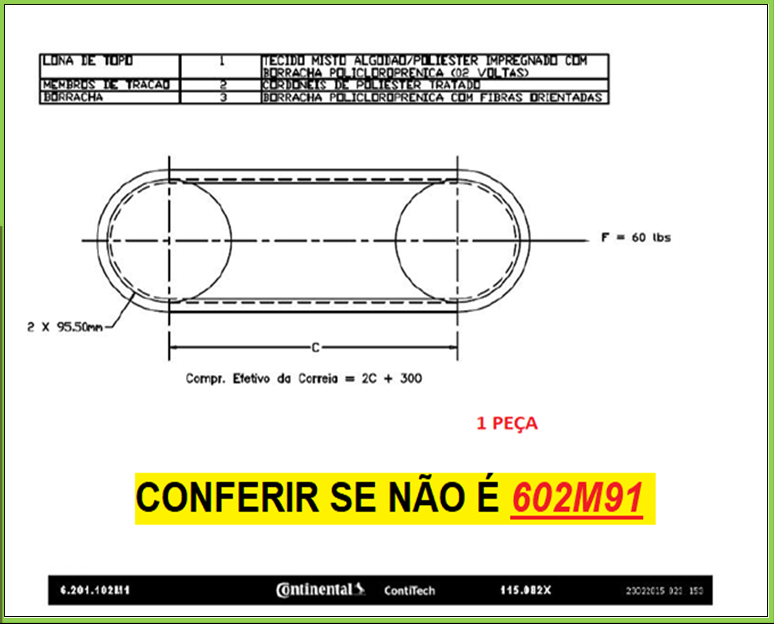 LONA DE TOPO 1 TECIDO MISTO ALGODAO/POLIESTER IMPREGNADO COM
BORRACHA POLICLOROPRENICA (02 VOLTAS)
MEMBROS DE TRACAO 2 CORDONEIS DE POLIESTER TRATADO
BORRACHA 3 BORRACHA POLICLOROPRENICA COM FIBRAS ORIENTADAS
F = 60 lbs
2 X 95.50mm
C
Compr. Efetivo da Correia = 2C + 300
1 PEÇA
CONFERIR SE NÃO É 602M91
6.201.102M1 Continental ContiTech 115.082X